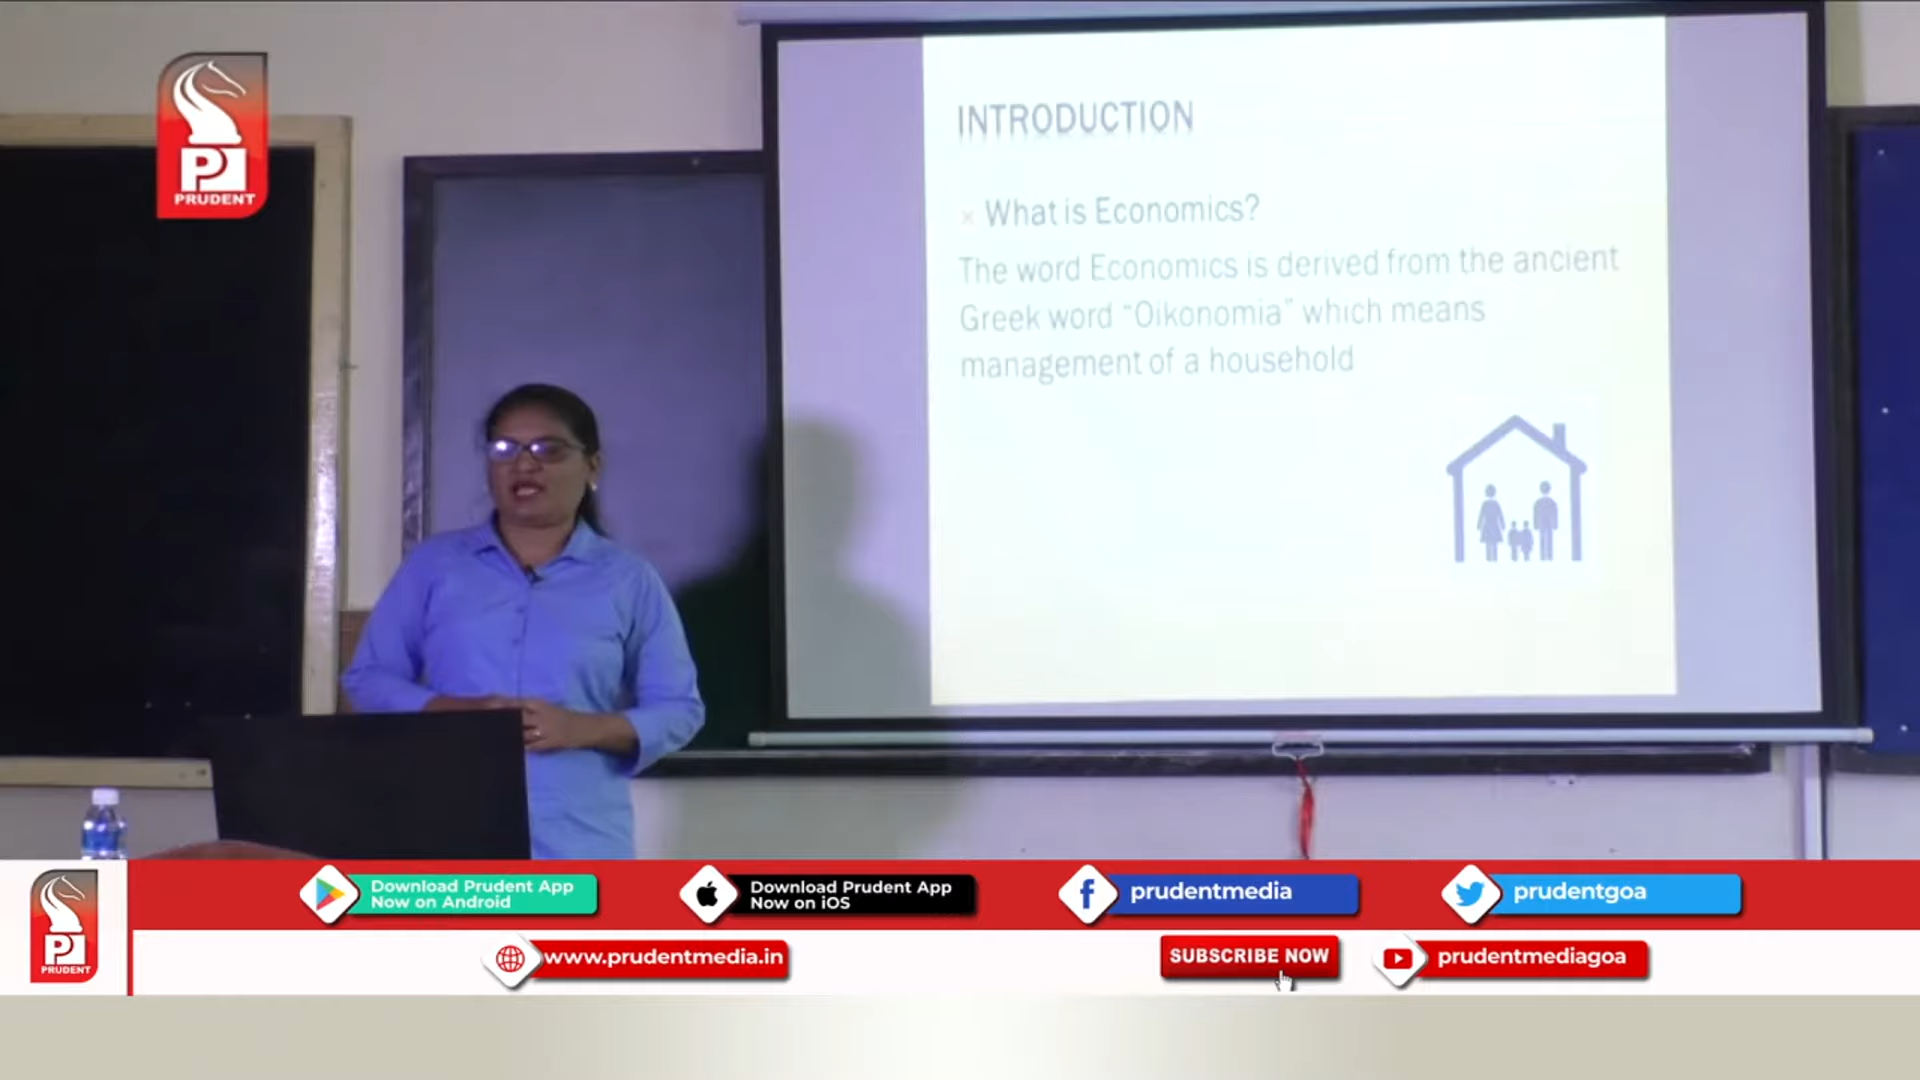 PRUDENT
INTRODUCTION
What is Economics?
The word Economics is derived from the ancient
Greek word "Oikonomia" which means
management of a household
Download Prudent App
Now on Android
Download Prudent App
Now on iOS
prudentmedia
prudentgoa
PRUDENT
www.prudentmedia.in
SUBSCRIBE NOW
prudentmediagoa